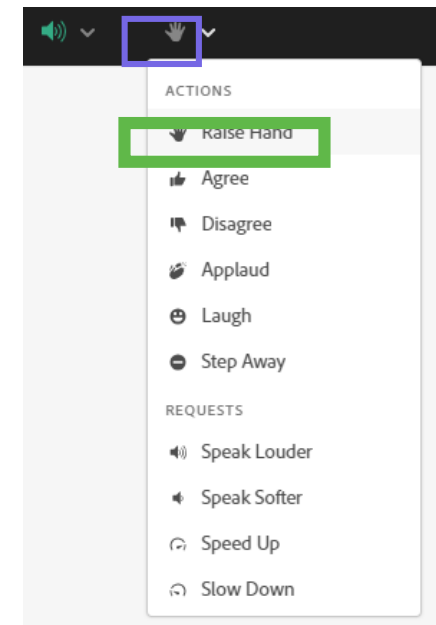 ACTIONS
Raise Hand
Agree
Disagree
Applaud
Laugh
Step Away
REQUESTS
Speak Louder
Speak Softer
Speed Up
Slow Down